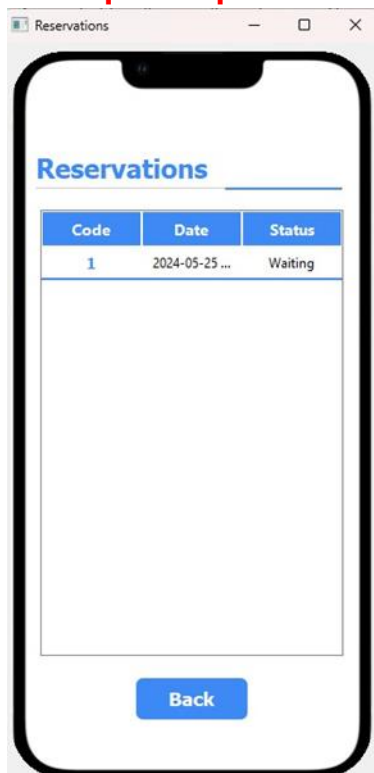 Reservations
Reservations
Code Date Status
1 2024-05-25 ... Waiting
Back